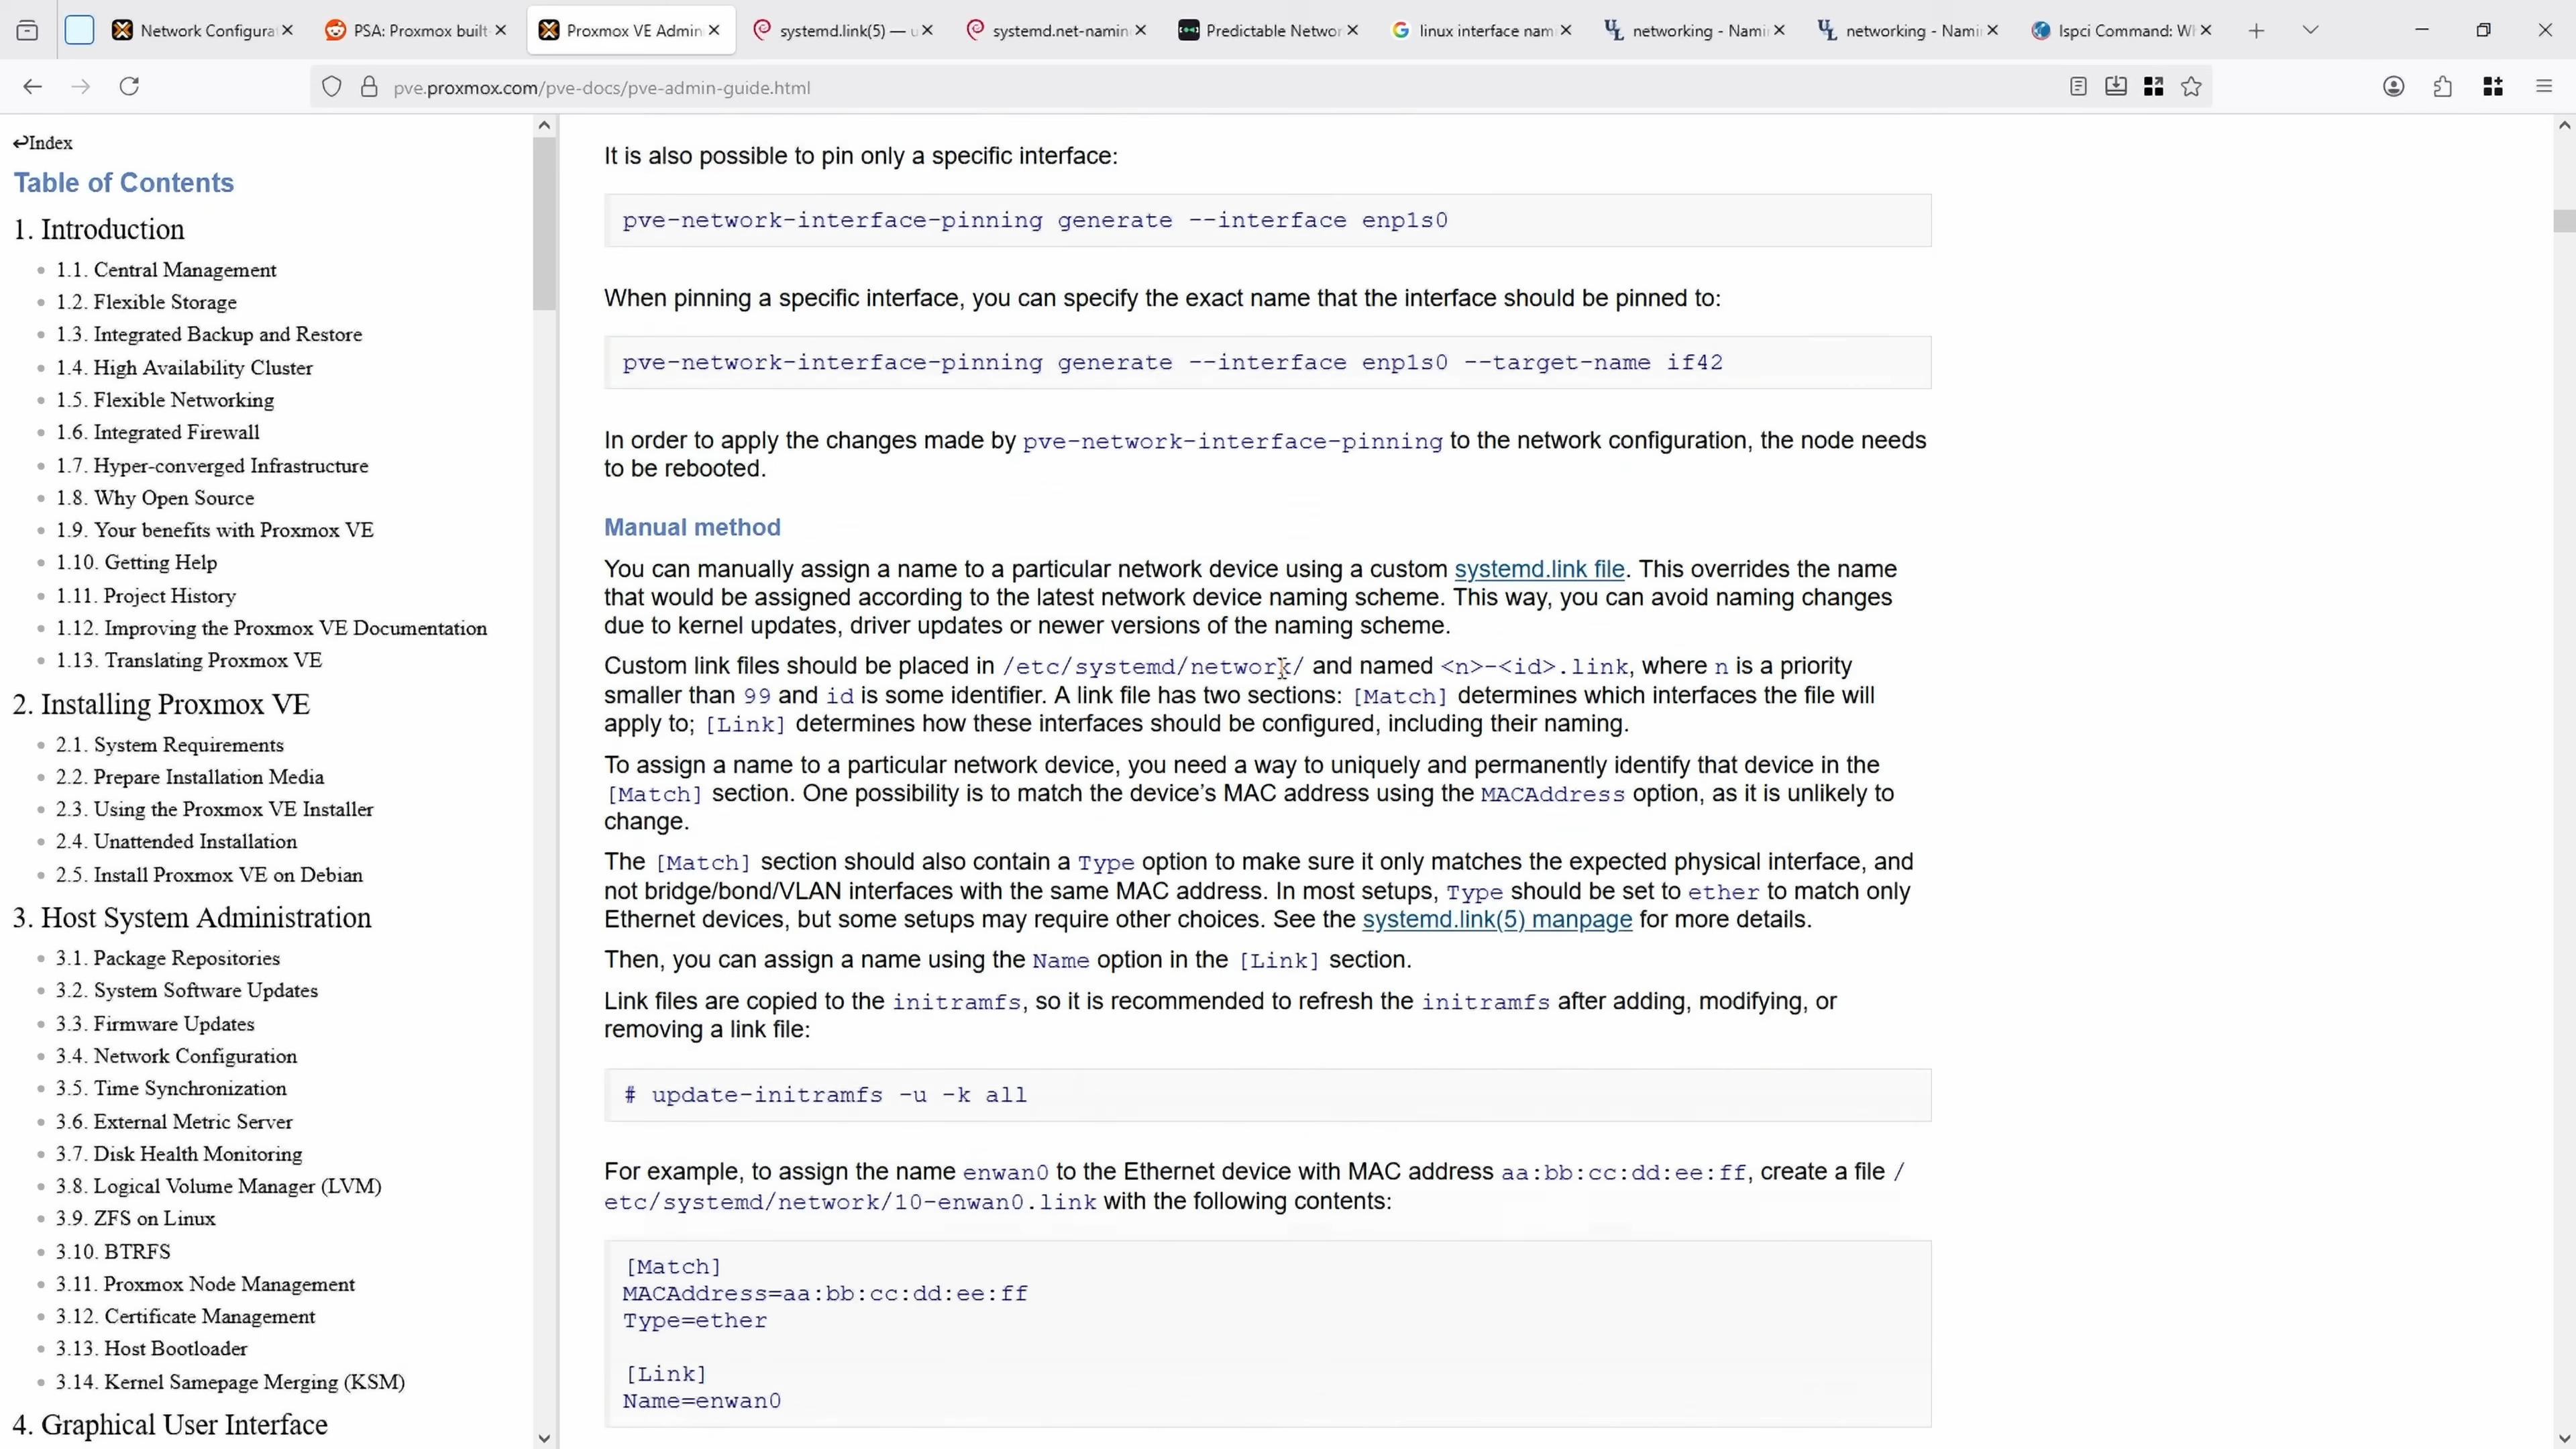 Network Configura
PSA: Proxmox built-
Proxmox VE Admin
systemd.link(5) — u
systemd.net-namin
Predictable Networ
linux interface nam
networking - Nami
networking - Nami
lspci Command: Wh
pve.proxmox.com/pve-docs/pve-admin-guide.html
↩Index
Table of Contents
1. Introduction
1.1. Central Management
1.2. Flexible Storage
1.3. Integrated Backup and Restore
1.4. High Availability Cluster
1.5. Flexible Networking
1.6. Integrated Firewall
1.7. Hyper-converged Infrastructure
1.8. Why Open Source
1.9. Your benefits with Proxmox VE
1.10. Getting Help
1.11. Project History
1.12. Improving the Proxmox VE Documentation
1.13. Translating Proxmox VE
2. Installing Proxmox VE
2.1. System Requirements
2.2. Prepare Installation Media
2.3. Using the Proxmox VE Installer
2.4. Unattended Installation
2.5. Install Proxmox VE on Debian
3. Host System Administration
3.1. Package Repositories
3.2. System Software Updates
3.3. Firmware Updates
3.4. Network Configuration
3.5. Time Synchronization
3.6. External Metric Server
3.7. Disk Health Monitoring
3.8. Logical Volume Manager (LVM)
3.9. ZFS on Linux
3.10. BTRFS
3.11. Proxmox Node Management
3.12. Certificate Management
3.13. Host Bootloader
3.14. Kernel Samepage Merging (KSM)
4. Graphical User Interface
It is also possible to pin only a specific interface:
pve-network-interface-pinning generate --interface enp1s0
When pinning a specific interface, you can specify the exact name that the interface should be pinned to:
pve-network-interface-pinning generate --interface enp1s0 --target-name if42
In order to apply the changes made by pve-network-interface-pinning to the network configuration, the node needs
to be rebooted.
Manual method
You can manually assign a name to a particular network device using a custom systemd.link file. This overrides the name
that would be assigned according to the latest network device naming scheme. This way, you can avoid naming changes
due to kernel updates, driver updates or newer versions of the naming scheme.
Custom link files should be placed in /etc/systemd/network/ and named <n>-<id>.link, where n is a priority
smaller than 99 and id is some identifier. A link file has two sections: [Match] determines which interfaces the file will
apply to; [Link] determines how these interfaces should be configured, including their naming.
To assign a name to a particular network device, you need a way to uniquely and permanently identify that device in the
[Match] section. One possibility is to match the device’s MAC address using the MACAddress option, as it is unlikely to
change.
The [Match] section should also contain a Type option to make sure it only matches the expected physical interface, and
not bridge/bond/VLAN interfaces with the same MAC address. In most setups, Type should be set to ether to match only
Ethernet devices, but some setups may require other choices. See the systemd.link(5) manpage for more details.
Then, you can assign a name using the Name option in the [Link] section.
Link files are copied to the initramfs, so it is recommended to refresh the initramfs after adding, modifying, or
removing a link file:
# update-initramfs -u -k all
For example, to assign the name enwan0 to the Ethernet device with MAC address aa:bb:cc:dd:ee:ff, create a file /
etc/systemd/network/10-enwan0.link with the following contents:
[Match]
MACAddress=aa:bb:cc:dd:ee:ff
Type=ether
[Link]
Name=enwan0